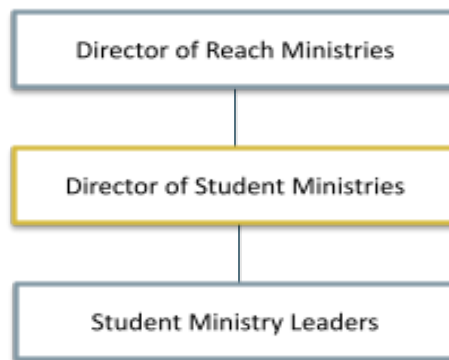 Director of Reach Ministries
Director of Student Ministries
Student Ministry Leaders